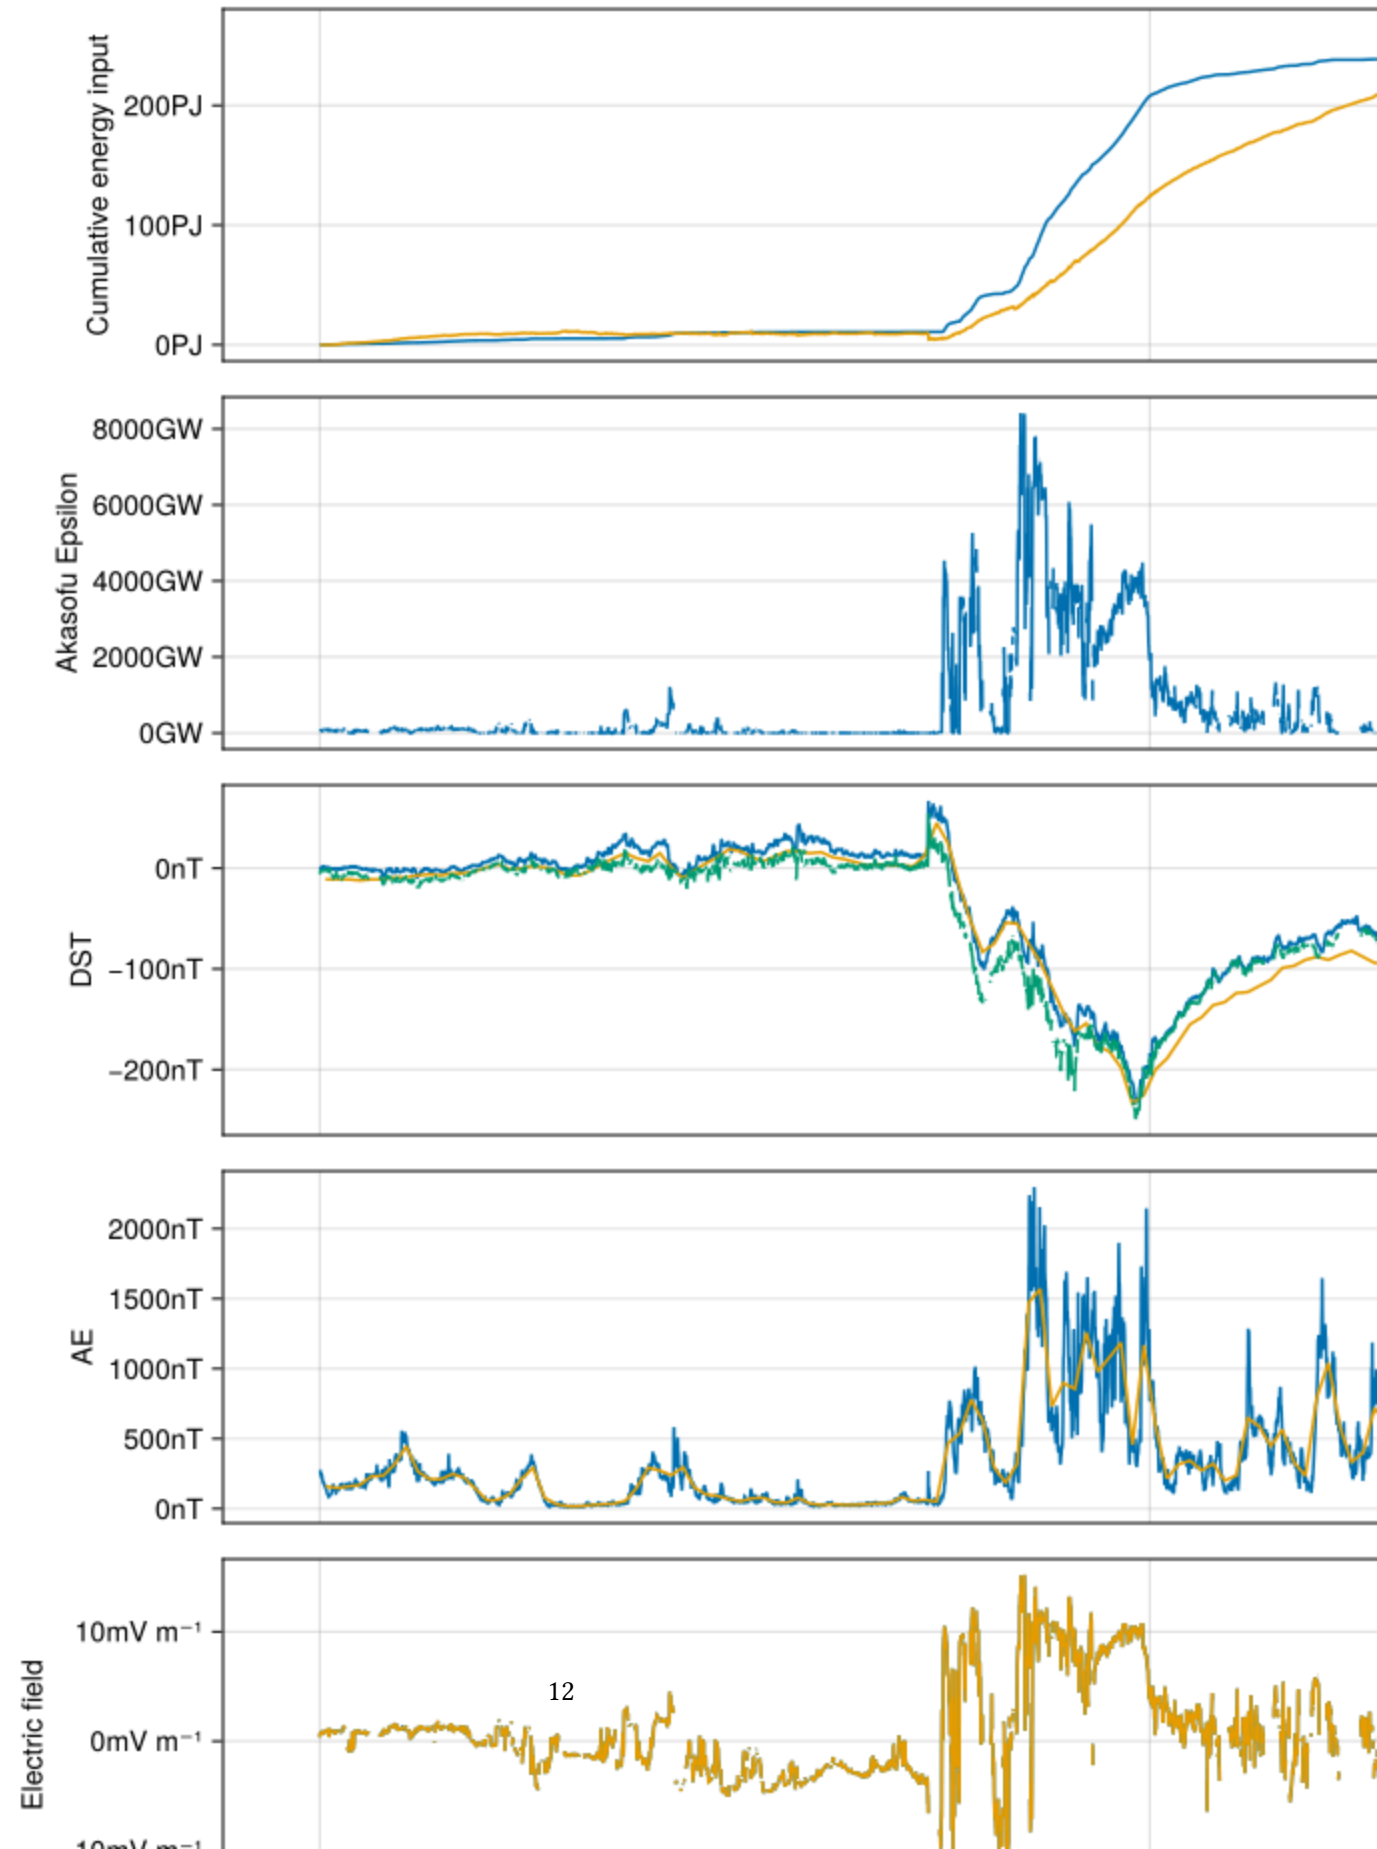 Cumulative energy input
200PJ
100PJ
0PJ
Akasofu Epsilon
8000GW
6000GW
4000GW
2000GW
0GW
DST
0nT
−100nT
−200nT
AE
2000nT
1500nT
1000nT
500nT
0nT
Electric field
10mV m⁻¹
12
0mV m⁻¹